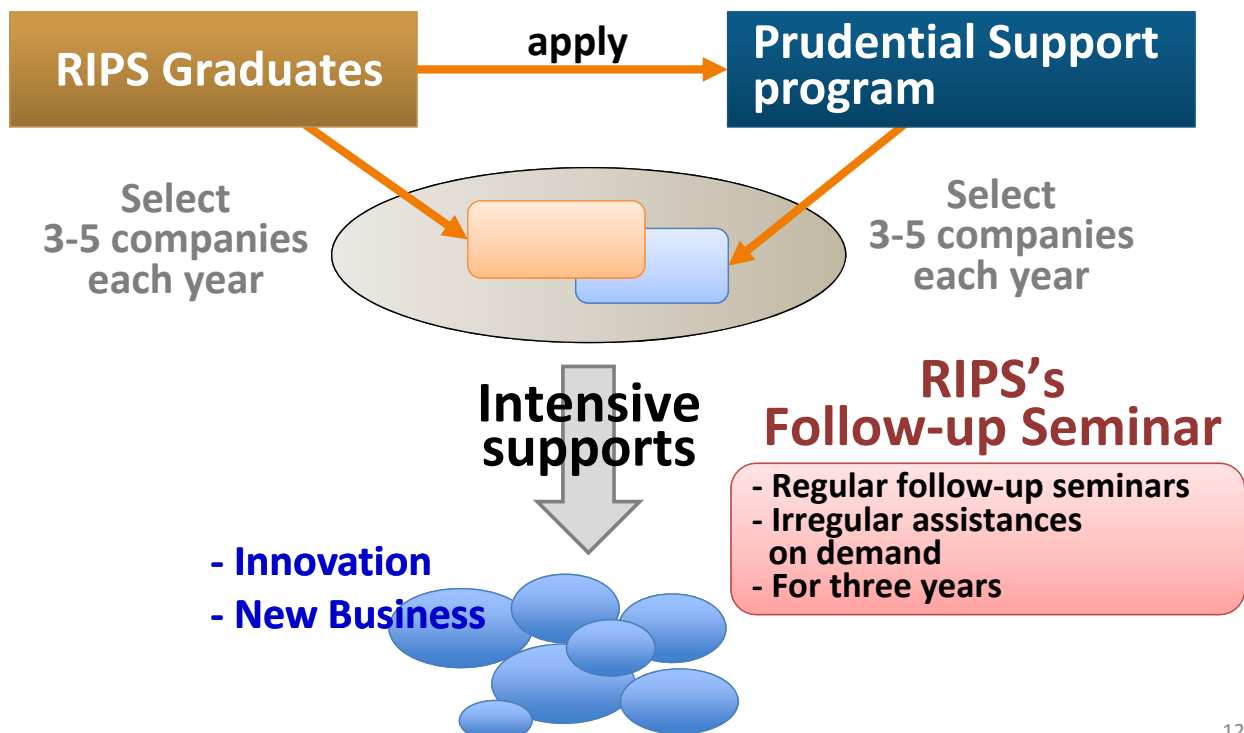 RIPS Graduates
apply
Prudential Support
program
Select
3-5 companies
each year
Select
3-5 companies
each year
Intensive
supports
RIPS’s
Follow-up Seminar
- Regular follow-up seminars
- Irregular assistances
on demand
- For three years
- Innovation
- New Business
12